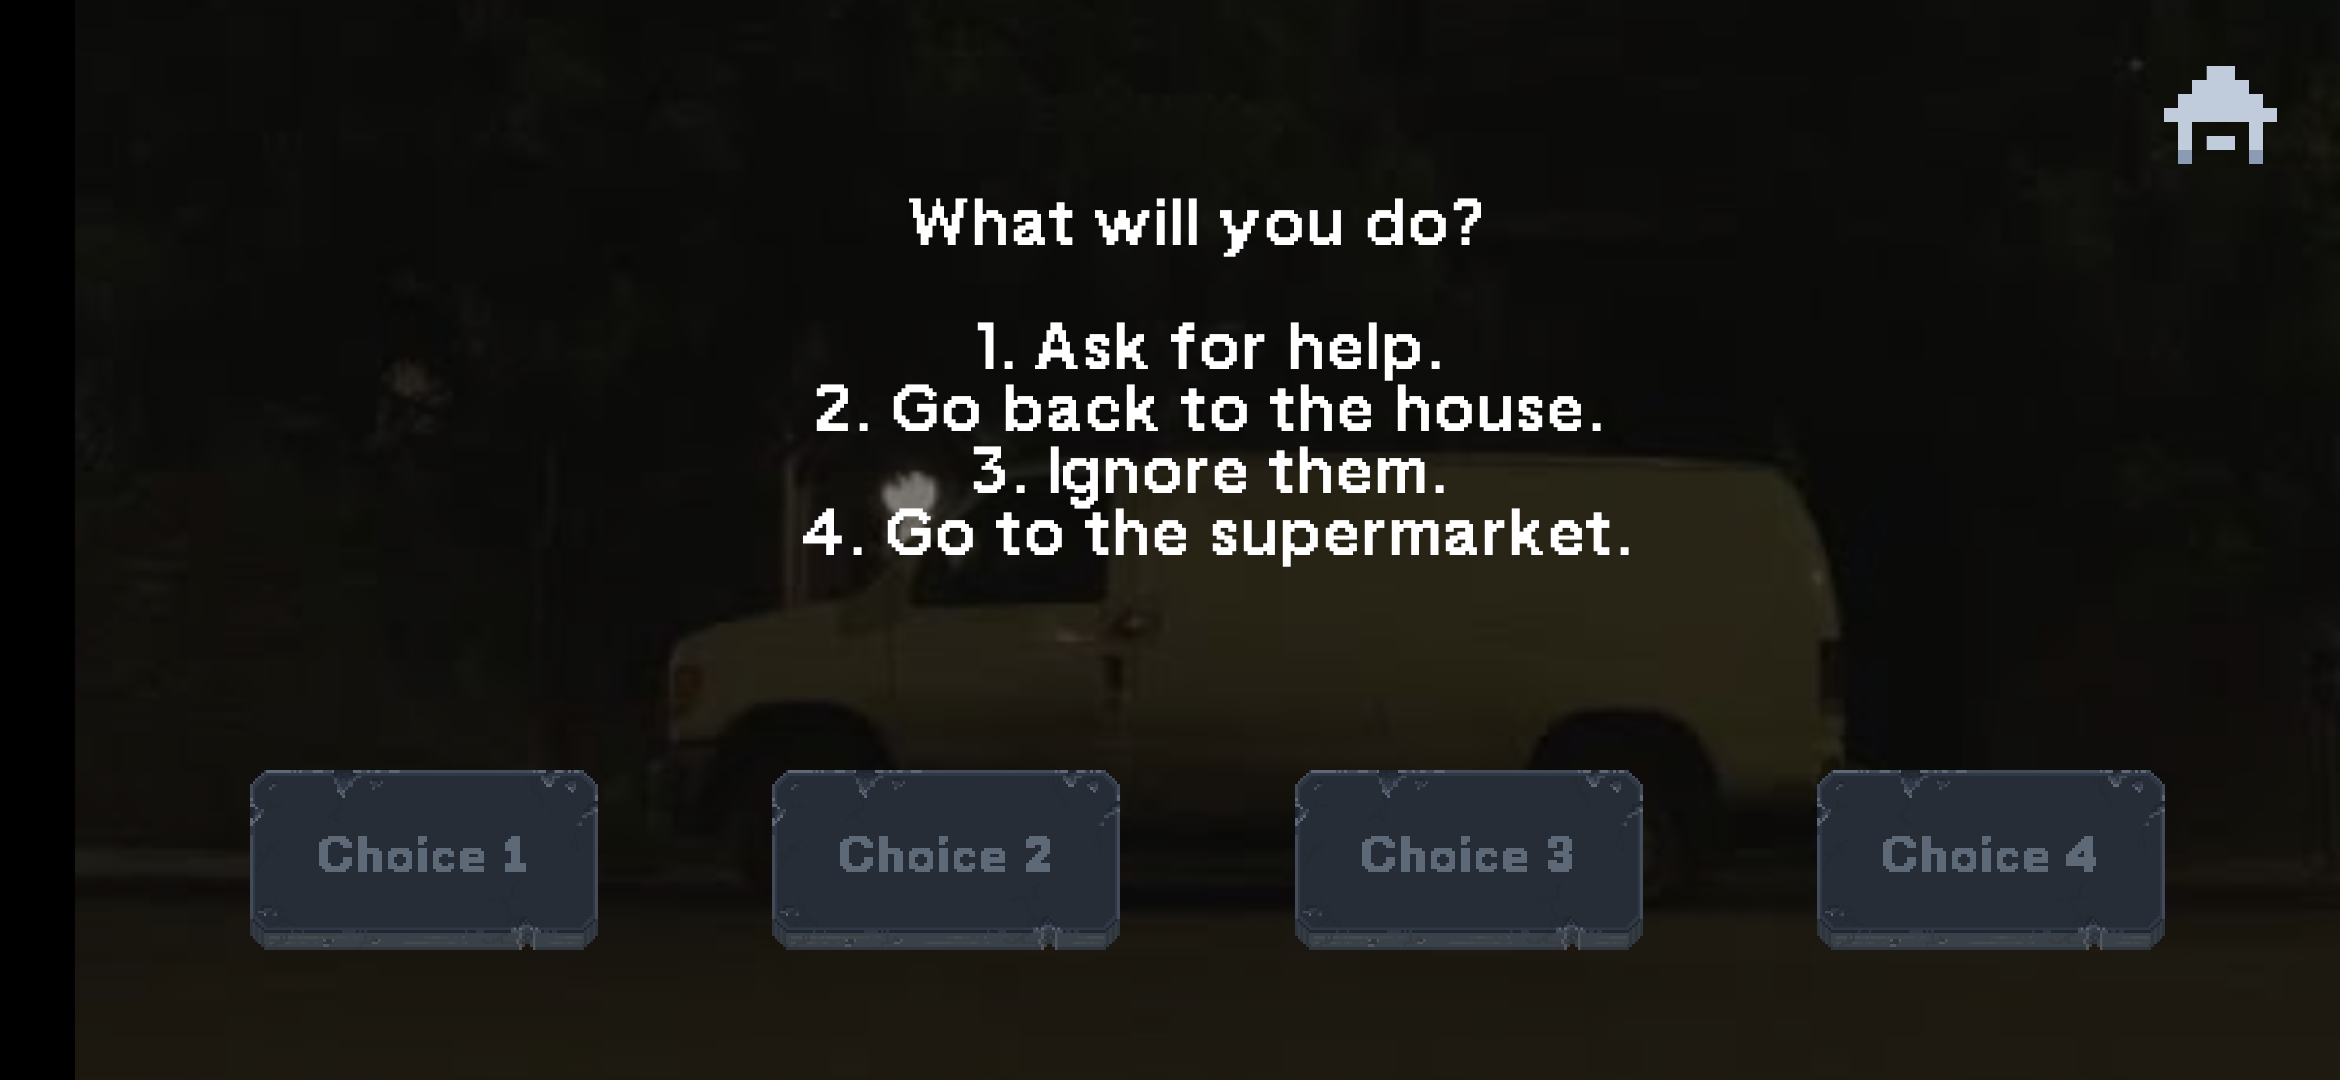 What will you do?
1. Ask for help.
2. Go back to the house.
3. Ignore them.
4. Go to the supermarket.
Choice 1
Choice 2
Choice 3
Choice 4